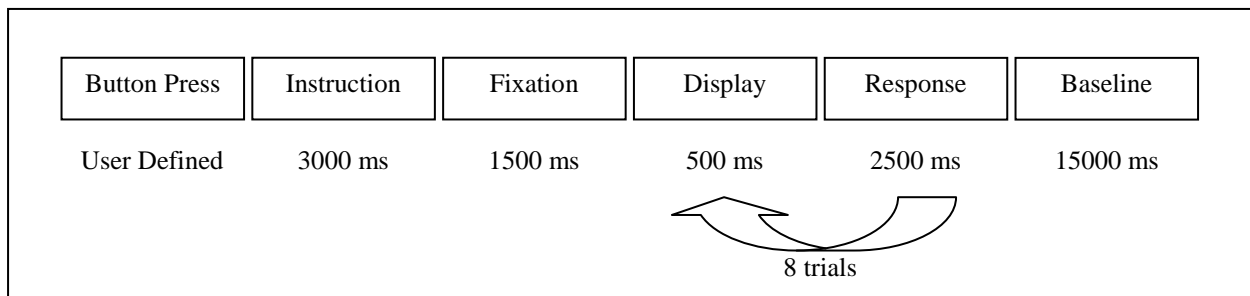 Button Press Instruction Fixation Display Response Baseline
User Defined 3000 ms 1500 ms 500 ms 2500 ms 15000 ms
8 trials